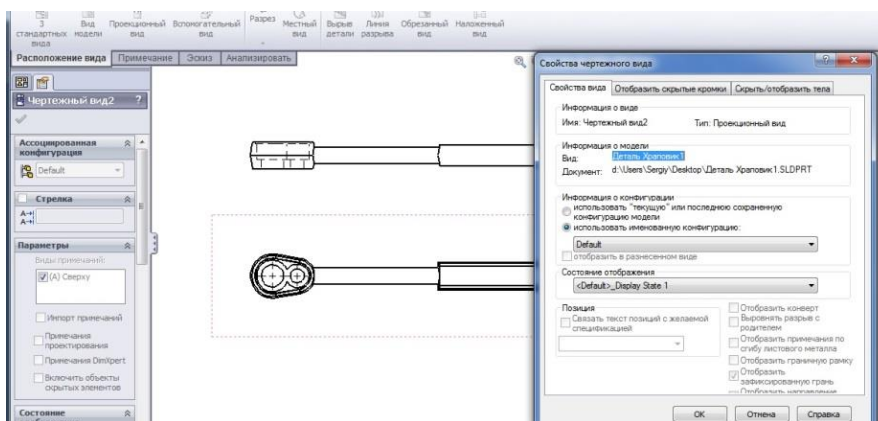 3 стандартных вида
Вид модели
Проекционный вид
Вспомогательный вид
Разрез
Местный вид
Вырыв детали
Линия разрыва
Обрезанный вид
Наложенный вид
Расположение вида
Примечание
Эскиз
Анализировать
Чертежный вид2 ?
Ассоциированная
конфигурация
Default
Стрелка
A→
A→
Параметры
Виды примечаний:
(A) Сверху
Импорт примечаний
Примечания
проектирования
Примечания DimXpert
Включить объекты
скрытых элементов
Состояние
Свойства чертежного вида
Свойства вида
Отобразить скрытые кромки
Скрыть/отобразить тела
Информация о виде
Имя: Чертежный вид2 Тип: Проекционный вид
Информация о модели
Вид: Деталь Храповик1
Документ: d:\Users\Sergiy\Desktop\Деталь Храповик1.SLDPRT
Информация о конфигурации
использовать "текущую" или последнюю сохраненную
конфигурацию модели
использовать именованную конфигурацию:
Default
отобразить в разнесенном виде
Состояние отображения
<Default>_Display State 1
Позиция
Связать текст позиций с желаемой
спецификацией
Отобразить конверт
Выровнять разрыв с
родителем
Отобразить примечания по
сгибу листового металла
Отобразить граничную рамку
Отобразить
зафиксированную грань
Отобразить направление
OK Отмена Справка